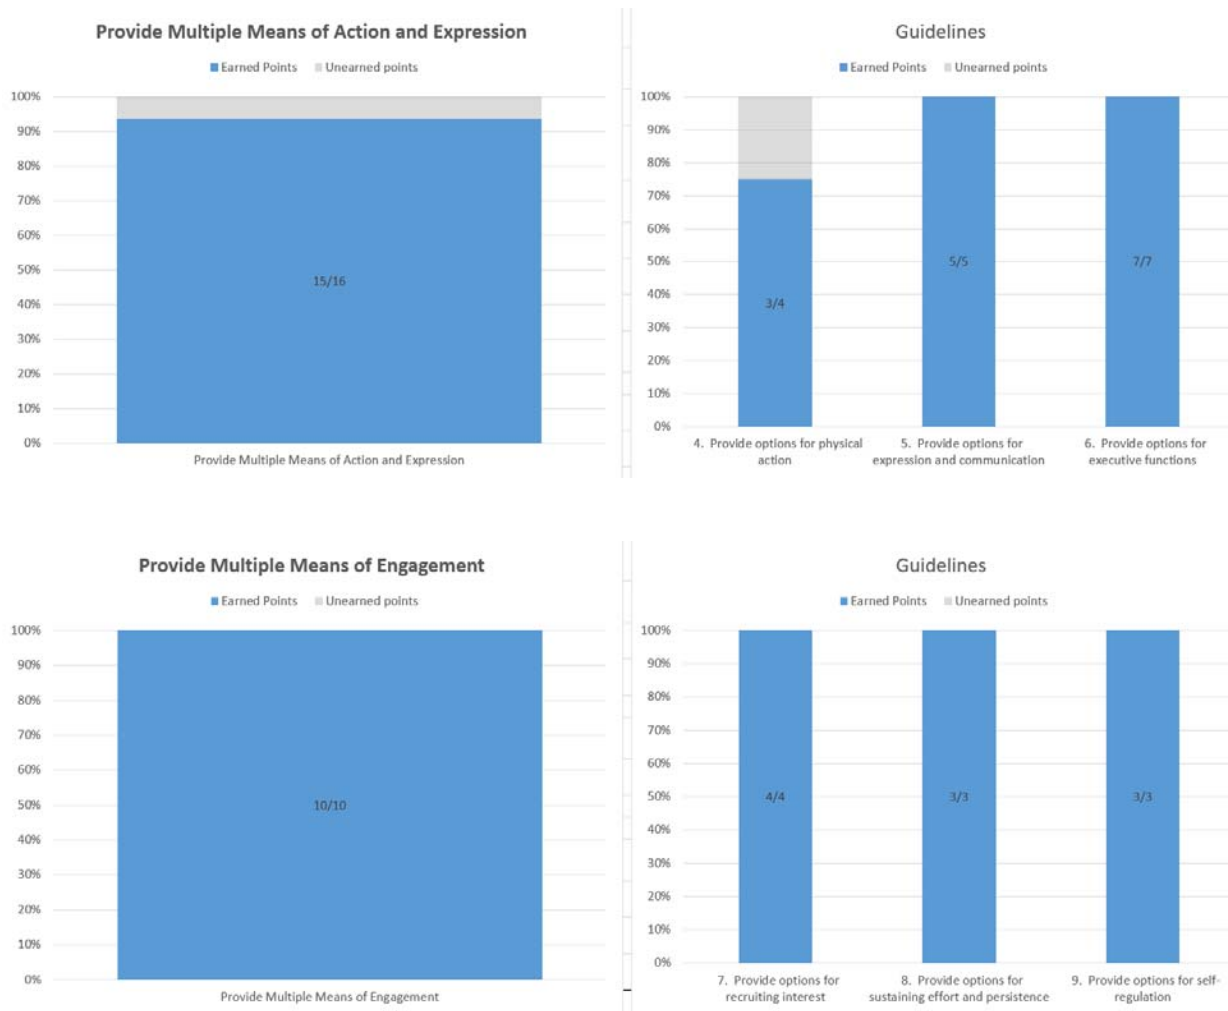 Provide Multiple Means of Action and Expression
Earned Points Unearned points
100%
90%
80%
70%
60%
50%
40%
30%
20%
10%
0%
15/16
Provide Multiple Means of Action and Expression
Guidelines
Earned Points Unearned points
100%
90%
80%
70%
60%
50%
40%
30%
20%
10%
0%
3/4
5/5
7/7
4. Provide options for physical
action
5. Provide options for
expression and communication
6. Provide options for
executive functions
Provide Multiple Means of Engagement
Earned Points Unearned points
100%
90%
80%
70%
60%
50%
40%
30%
20%
10%
0%
10/10
Provide Multiple Means of Engagement
Guidelines
Earned Points Unearned points
100%
90%
80%
70%
60%
50%
40%
30%
20%
10%
0%
4/4
3/3
3/3
7. Provide options for
recruiting interest
8. Provide options for
sustaining effort and persistence
9. Provide options for self-
regulation